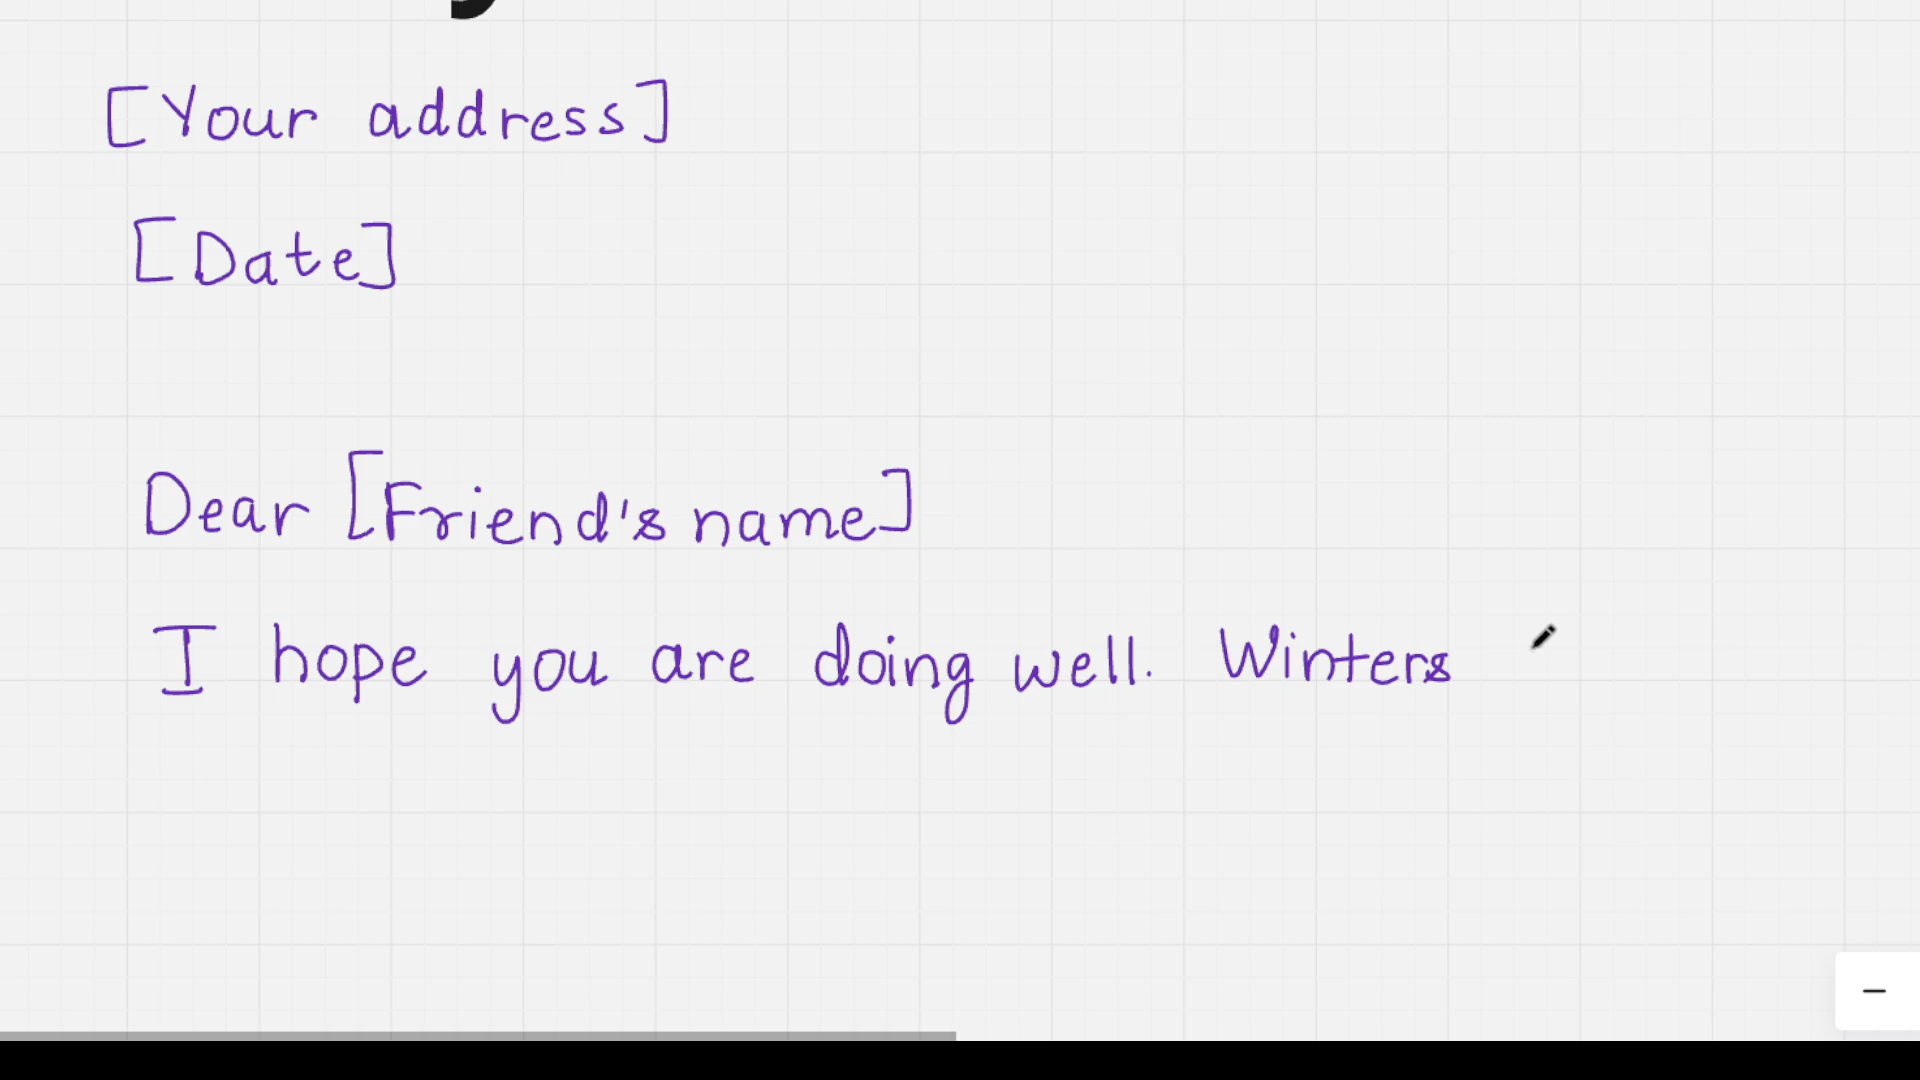 [Your address]
[Date]
Dear [Friend's name]
I hope you are doing well. Winters